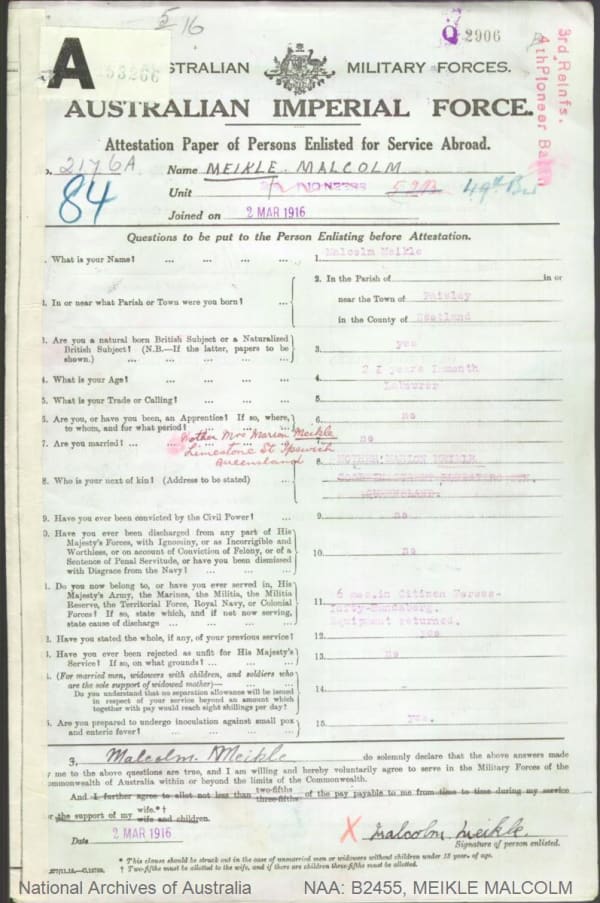 5/16
Q 2906
3rd Reinfs.
4th Pioneer Battn
A
53266
AUSTRALIAN MILITARY FORCES.
AUSTRALIAN IMPERIAL FORCE.
Attestation Paper of Persons Enlisted for Service Abroad.
o. 2176A Name MEIKLE. MALCOLM
84
Unit 49th Bn
Joined on 2 MAR 1916
Questions to be put to the Person Enlisting before Attestation.
. What is your Name? ... ... ... ... 1. Malcolm Meikle
2. In or near what Parish or Town were you born? ... 2. In the Parish of in or
near the Town of Paisley
in the County of Scotland
3. Are you a natural born British Subject or a Naturalized
British Subject? (N.B.—If the latter, papers to be
shown.) ... ... ... ... 3. yes
4. What is your Age? ... ... ... ... 4. 2I years Imonth
5. What is your Trade or Calling? ... ... ... 5. Labourer
6. Are you, or have you been, an Apprentice? If so, where,
to whom, and for what period? ... ... ... 6. no
7. Are you married? ... ... 7. no
Mother Mrs Marion Meikle
Limestone St Ipswich
Queensland
8. Who is your next of kin? (Address to be stated) ... 8. MOTHER MARION MEIKLE
QUEENSLAND.
9. Have you ever been convicted by the Civil Power? ... 9. no
0. Have you ever been discharged from any part of His
Majesty's Forces, with Ignominy, or as Incorrigible and
Worthless, or on account of Conviction of Felony, or of a
Sentence of Penal Servitude, or have you been dismissed
with Disgrace from the Navy? ... ... ... 10. no
1. Do you now belong to, or have you ever served in, His
Majesty's Army, the Marines, the Militia, the Militia
Reserve, the Territorial Force, Royal Navy, or Colonial
Forces? If so, state which, and if not now serving,
state cause of discharge ... ... ... 11. 6 mos.in Citizen Forces-
Bundaberg.
Equipment returned.
. Have you stated the whole, if any, of your previous service? 12. yes
. Have you ever been rejected as unfit for His Majesty's
Service? If so, on what grounds? ... ... ... 13. no
. (For married men, widowers with children, and soldiers who
are the sole support of widowed mother)— ... ...
Do you understand that no separation allowance will be issued
in respect of your service beyond an amount which
together with pay would reach eight shillings per day? 14. -
. Are you prepared to undergo inoculation against small pox
and enteric fever? ... ... ... ... 15. yes.
I, Malcolm Meikle do solemnly declare that the above answers made
y me to the above questions are true, and I am willing and hereby voluntarily agree to serve in the Military Forces of the
ommonwealth of Australia within or beyond the limits of the Commonwealth.
And I further agree to allot not less than two-fifths three-fifths of the pay payable to me from time to time during my service
or the support of my wife.*† wife and children.
Date 2 MAR 1916 X Malcolm Meikle.
Signature of person enlisted.
* This clause should be struck out in the case of unmarried men or widowers without children under 18 years of age.
† Two-fifths must be allotted to the wife, and if there are children three-fifths must be allotted.
National Archives of Australia NAA: B2455, MEIKLE MALCOLM